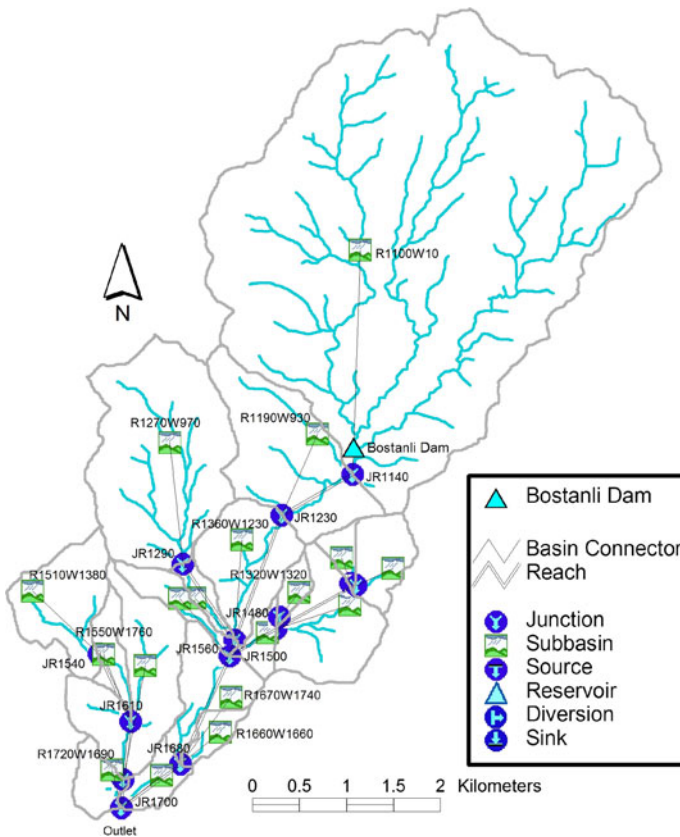 R1100W10
N
R1190W930
R1270W970
Bostanli Dam
JR1140
JR1230
R1360W1230
JR1290
R1320W1320
R1510W1380
JR1480
R1550W1760
JR1560
JR1500
JR1540
R1670W1740
JR1610
R1660W1660
JR1680
R1720W1690
JR1700
Outlet
0 0.5 1 1.5 2 Kilometers
Bostanli Dam
Basin Connector
Reach
Junction
Subbasin
Source
Reservoir
Diversion
Sink